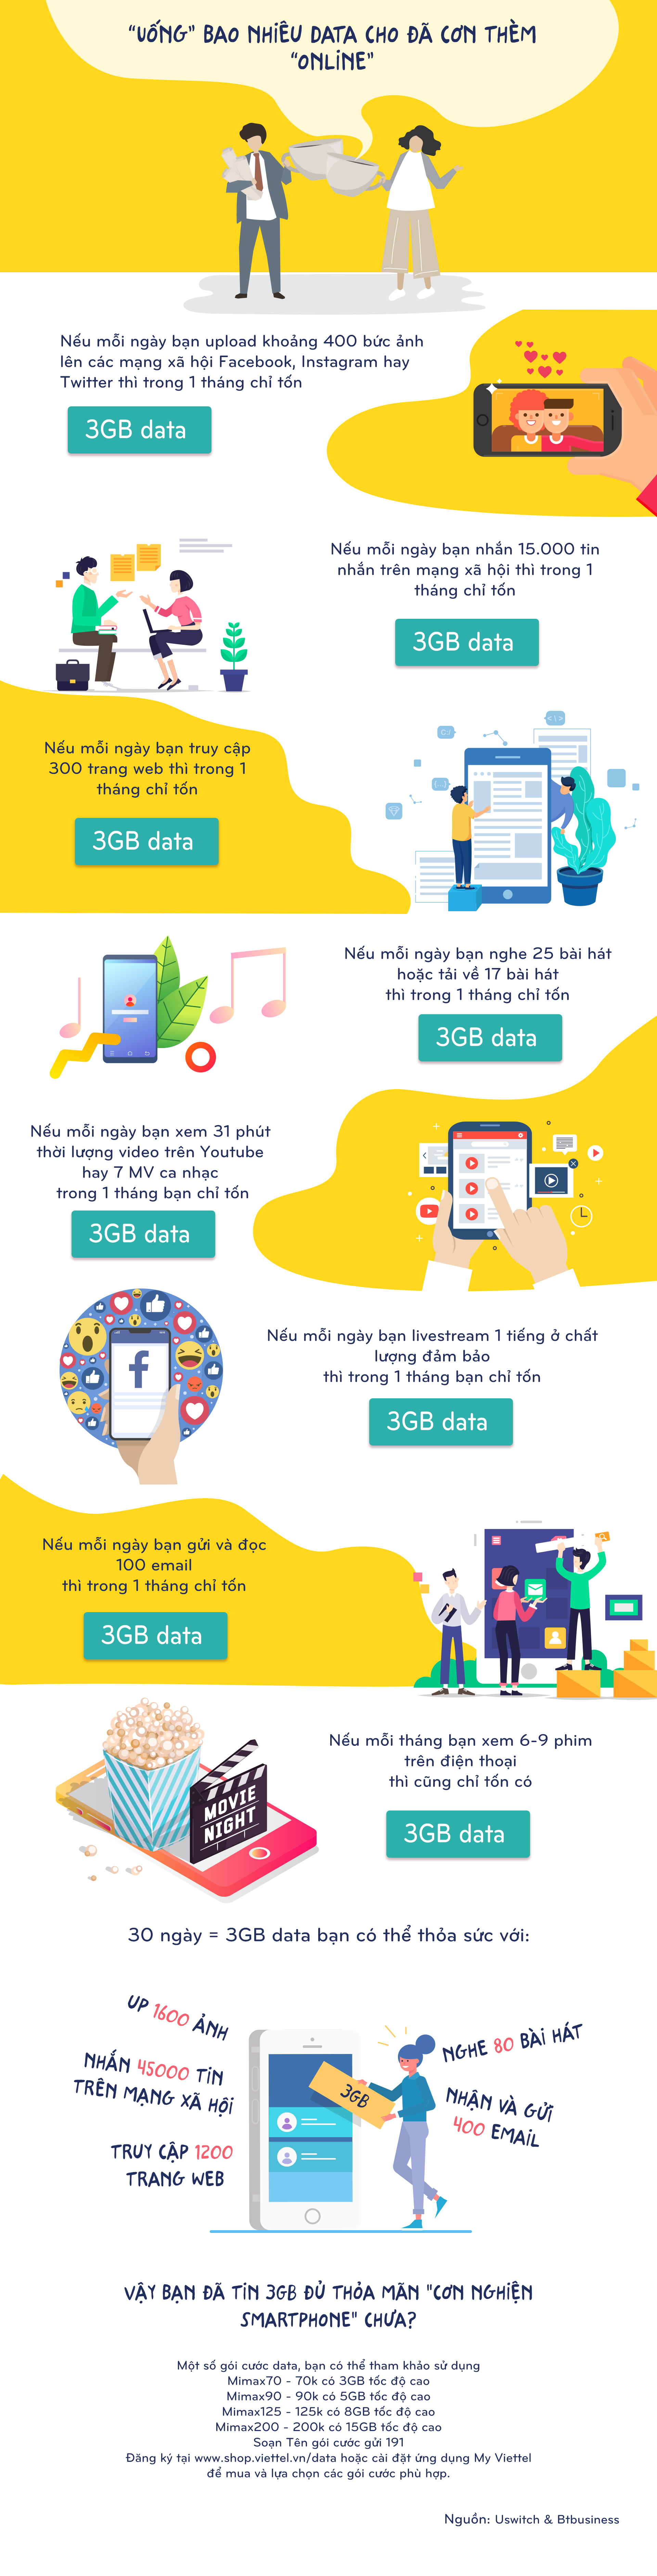 “UỐNG” BAO NHIÊU DATA CHO ĐÃ CƠN THÈM
“ONLINE”
Nếu mỗi ngày bạn upload khoảng 400 bức ảnh
lên các mạng xã hội Facebook, Instagram hay
Twitter thì trong 1 tháng chỉ tốn
3GB data
Nếu mỗi ngày bạn nhắn 15.000 tin
nhắn trên mạng xã hội thì trong 1
tháng chỉ tốn
3GB data
Nếu mỗi ngày bạn truy cập
300 trang web thì trong 1
tháng chỉ tốn
3GB data
Nếu mỗi ngày bạn nghe 25 bài hát
hoặc tải về 17 bài hát
thì trong 1 tháng chỉ tốn
3GB data
Nếu mỗi ngày bạn xem 31 phút
thời lượng video trên Youtube
hay 7 MV ca nhạc
trong 1 tháng bạn chỉ tốn
3GB data
Nếu mỗi ngày bạn livestream 1 tiếng ở chất
lượng đảm bảo
thì trong 1 tháng bạn chỉ tốn
3GB data
Nếu mỗi ngày bạn gửi và đọc
100 email
thì trong 1 tháng chỉ tốn
3GB data
MOVIE
NIGHT
Nếu mỗi tháng bạn xem 6-9 phim
trên điện thoại
thì cũng chỉ tốn có
3GB data
30 ngày = 3GB data bạn có thể thỏa sức với:
UP 1600 ẢNH
NHẮN 45000 TIN
TRÊN MẠNG XÃ HỘI
TRUY CẬP 1200
TRANG WEB
3GB
NGHE 80 BÀI HÁT
NHẬN VÀ GỬI
400 EMAIL
VẬY BẠN ĐÃ TIN 3GB ĐỦ THỎA MÃN "CƠN NGHIỆN
SMARTPHONE" CHƯA?
Một số gói cước data, bạn có thể tham khảo sử dụng
Mimax70 - 70k có 3GB tốc độ cao
Mimax90 - 90k có 5GB tốc độ cao
Mimax125 - 125k có 8GB tốc độ cao
Mimax200 - 200k có 15GB tốc độ cao
Soạn Tên gói cước gửi 191
Đăng ký tại www.shop.viettel.vn/data hoặc cài đặt ứng dụng My Viettel
để mua và lựa chọn các gói cước phù hợp.
Nguồn: Uswitch & Btbusiness